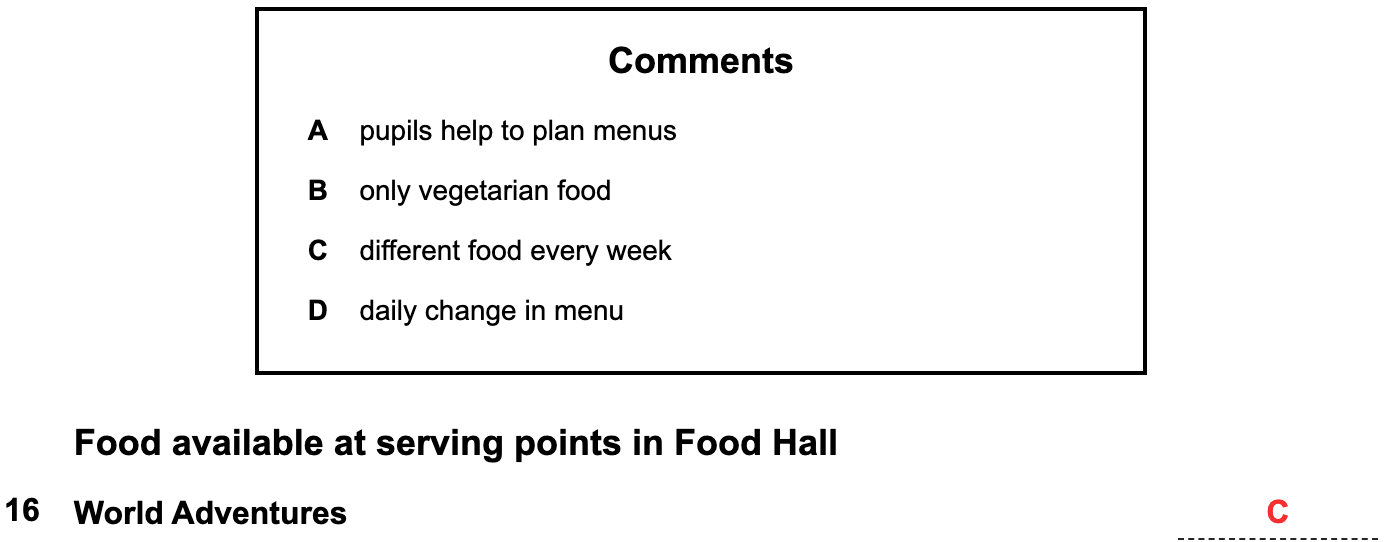 Comments
A pupils help to plan menus
B only vegetarian food
C different food every week
D daily change in menu
Food available at serving points in Food Hall
16 World Adventures C